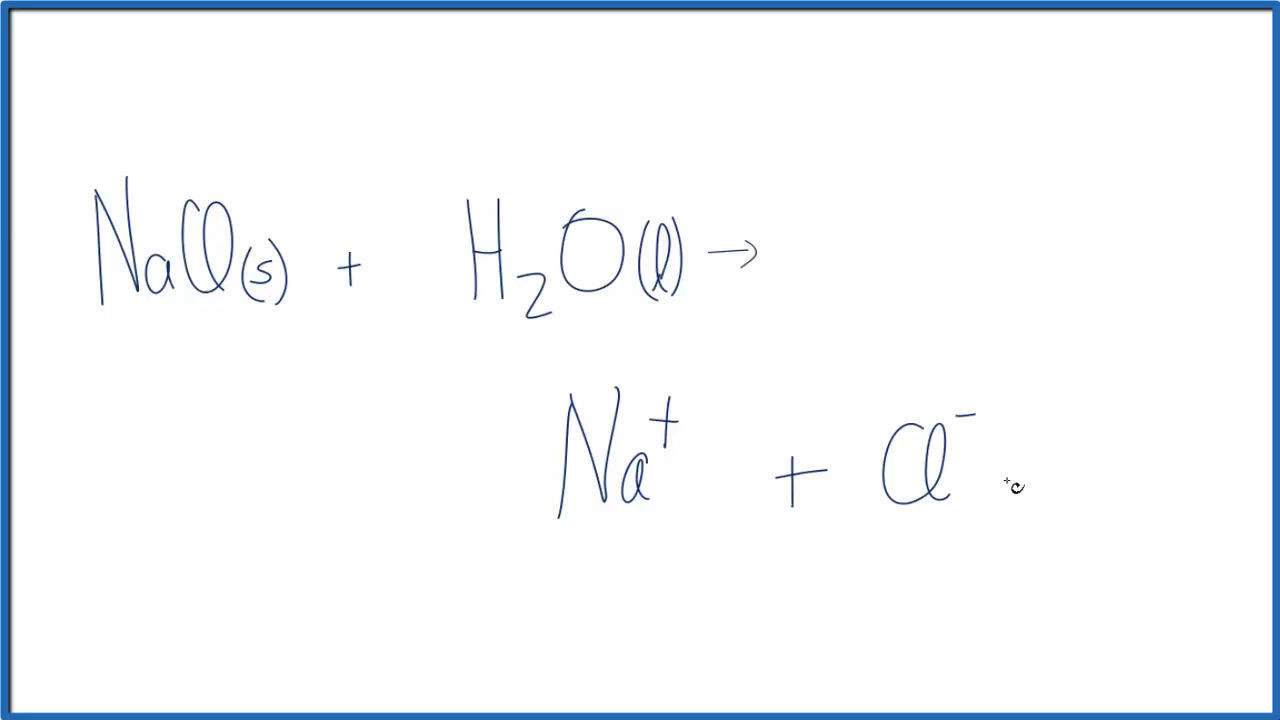 NaCl(s) + H₂O(l) →
Na⁺ + Cl⁻